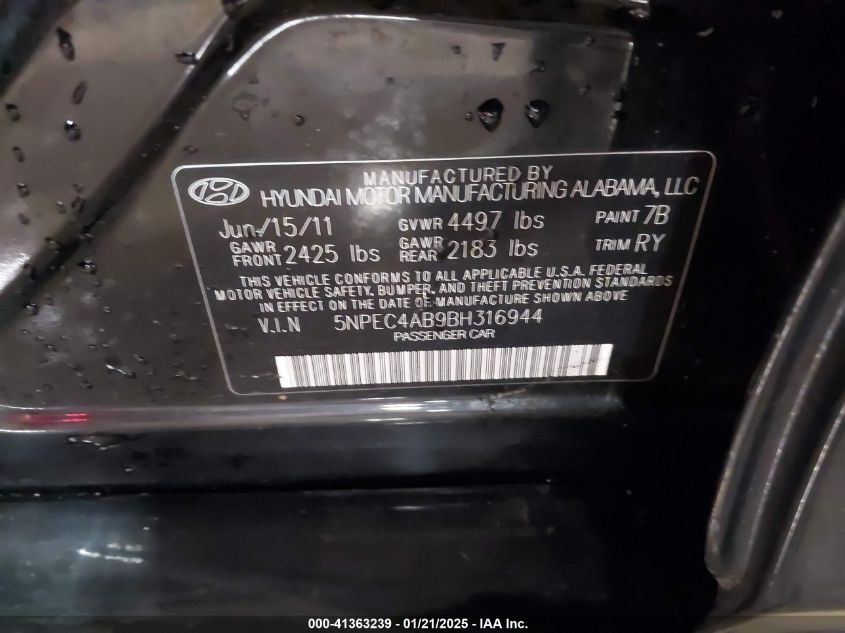 MANUFACTURED BY
HYUNDAI MOTOR MANUFACTURING ALABAMA, LLC
Jun/15/11 GVWR 4497 lbs PAINT 7B
GAWR FRONT 2425 lbs GAWR REAR 2183 lbs TRIM RY
THIS VEHICLE CONFORMS TO ALL APPLICABLE U.S.A. FEDERAL
MOTOR VEHICLE SAFETY, BUMPER, AND THEFT PREVENTION STANDARDS
IN EFFECT ON THE DATE OF MANUFACTURE SHOWN ABOVE
V.I.N 5NPEC4AB9BH316944
PASSENGER CAR
000-41363239 - 01/21/2025 - IAA Inc.